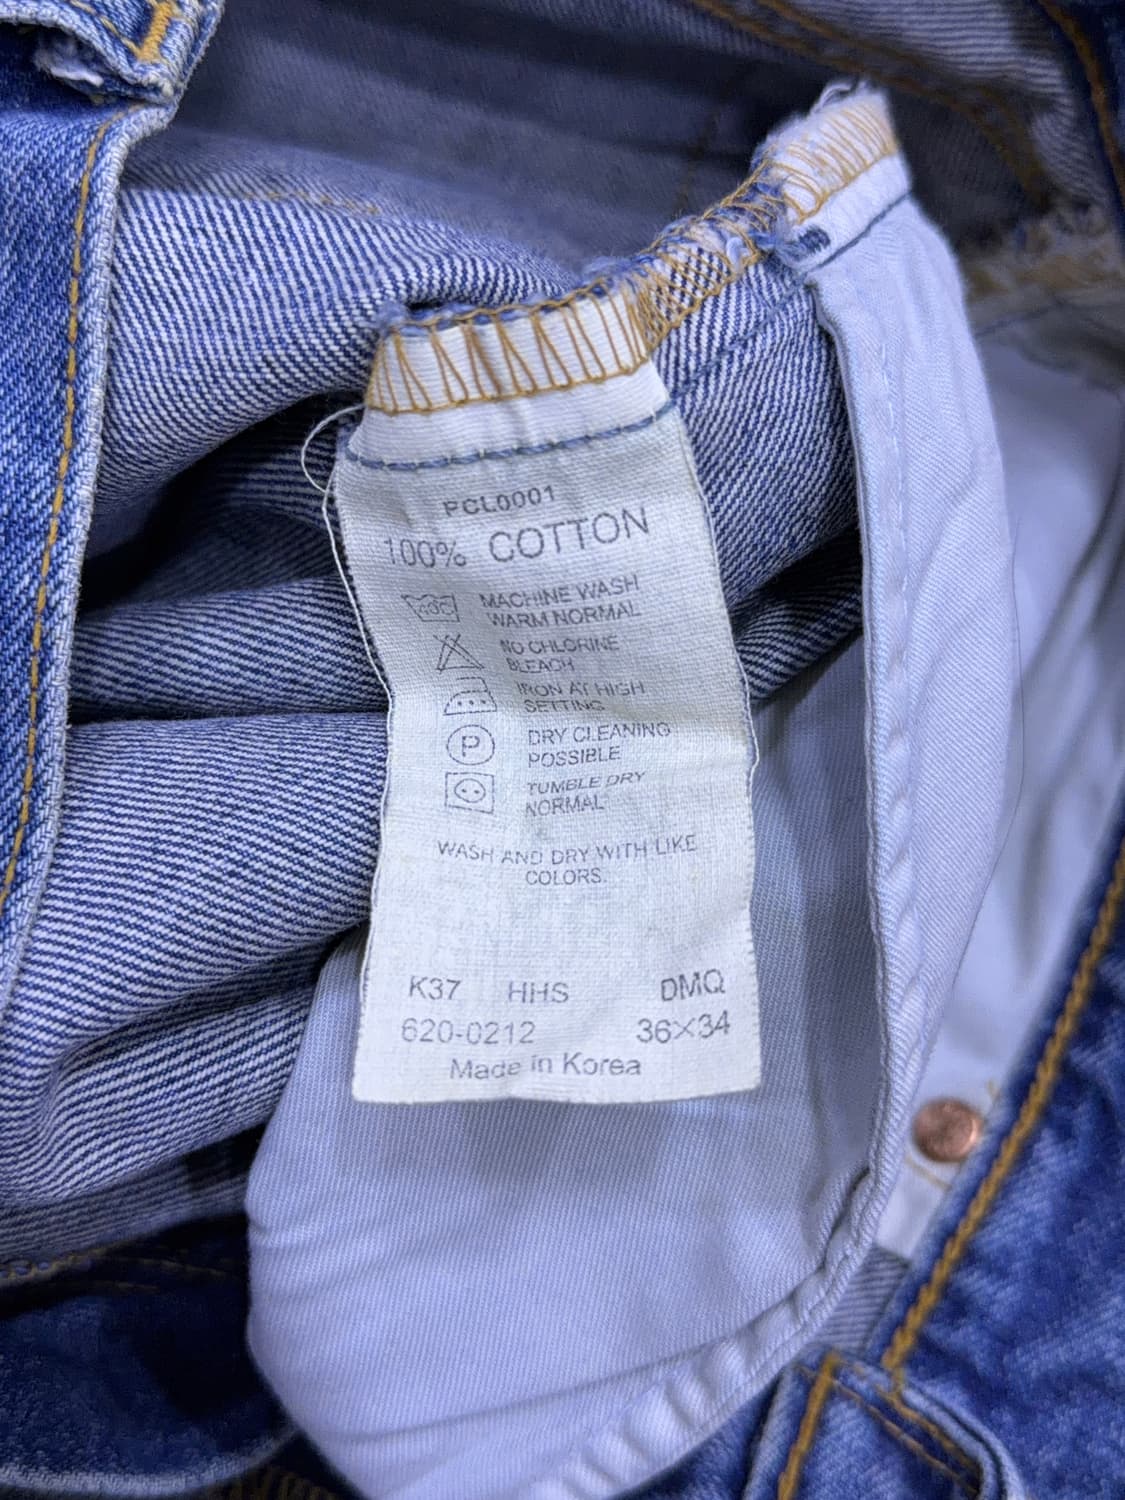 PCL0001
100% COTTON
MACHINE WASH
WARM NORMAL
NO CHLORINE
BLEACH
IRON AT HIGH
SETTING
P
DRY CLEANING
POSSIBLE
TUMBLE DRY
NORMAL
WASH AND DRY WITH LIKE
COLORS.
K37 HHS DMQ
620-0212 36×34
Made in Korea